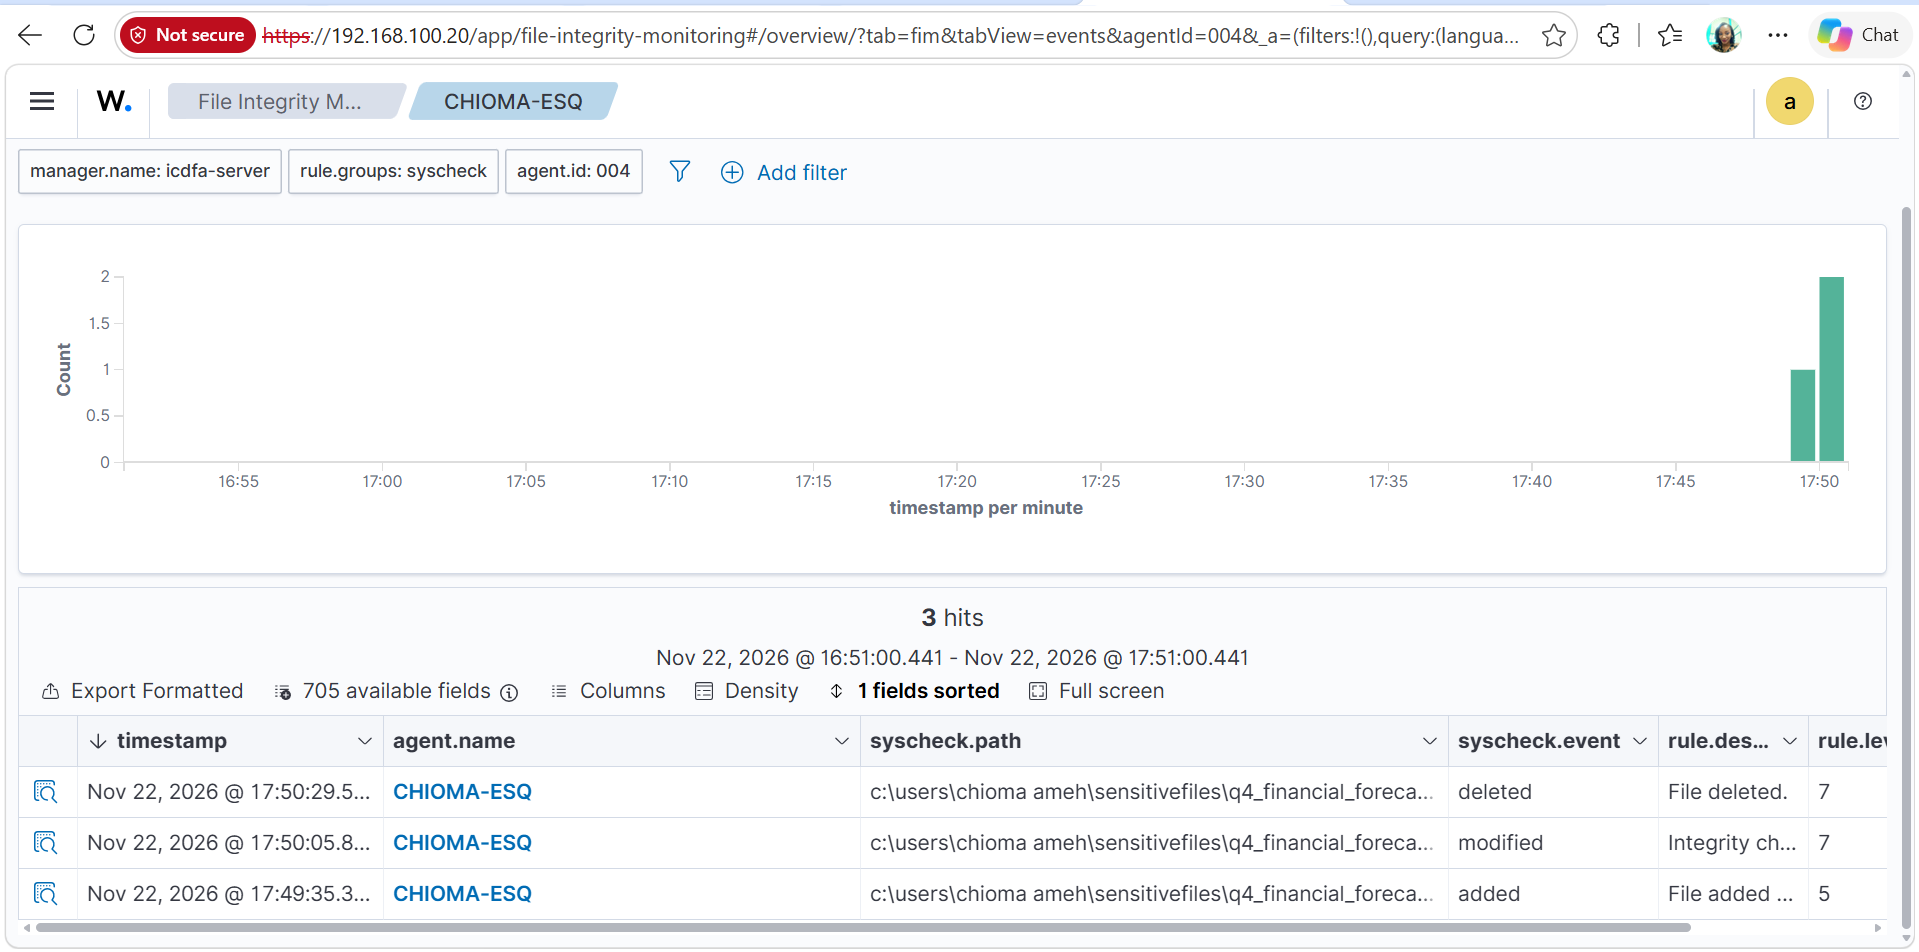 Not secure https://192.168.100.20/app/file-integrity-monitoring#/overview/?tab=fim&tabView=events&agentId=004&_a=(filters:!(),query:(langua... Chat
W. File Integrity M... CHIOMA-ESQ a
manager.name: icdfa-server rule.groups: syscheck agent.id: 004 Add filter
2
1.5
1
0.5
0
Count
16:55 17:00 17:05 17:10 17:15 17:20 17:25 17:30 17:35 17:40 17:45 17:50
timestamp per minute
3 hits
Nov 22, 2026 @ 16:51:00.441 - Nov 22, 2026 @ 17:51:00.441
Export Formatted 705 available fields Columns Density 1 fields sorted Full screen
timestamp agent.name syscheck.path syscheck.event rule.des... rule.lev
Nov 22, 2026 @ 17:50:29.5... CHIOMA-ESQ c:\users\chioma ameh\sensitivefiles\q4_financial_foreca... deleted File deleted. 7
Nov 22, 2026 @ 17:50:05.8... CHIOMA-ESQ c:\users\chioma ameh\sensitivefiles\q4_financial_foreca... modified Integrity ch... 7
Nov 22, 2026 @ 17:49:35.3... CHIOMA-ESQ c:\users\chioma ameh\sensitivefiles\q4_financial_foreca... added File added ... 5